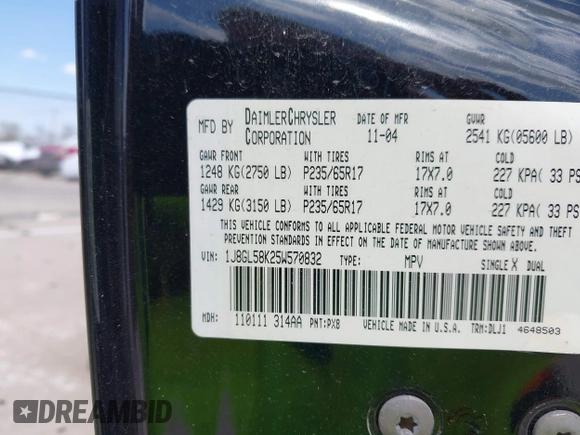 MFD BY DAIMLERCHRYSLER CORPORATION DATE OF MFR 11-04 GVWR 2541 KG(05600 LB)
GAWR FRONT WITH TIRES RIMS AT COLD
1248 KG(2750 LB) P235/65R17 17X7.0 227 KPA( 33 PS
GAWR REAR WITH TIRES RIMS AT COLD
1429 KG(3150 LB) P235/65R17 17X7.0 227 KPA( 33 PS
THIS VEHICLE CONFORMS TO ALL APPLICABLE FEDERAL MOTOR VEHICLE SAFETY AND THEFT
PREVENTION STANDARDS IN EFFECT ON THE DATE OF MANUFACTURE SHOWN ABOVE.
VIN: 1J8GL58K25W570832 TYPE: MPV SINGLE X DUAL
MDH: 110111 314AA PNT:PX8 VEHICLE MADE IN U.S.A. TRM:DLJ1 4648503
DREAMBID